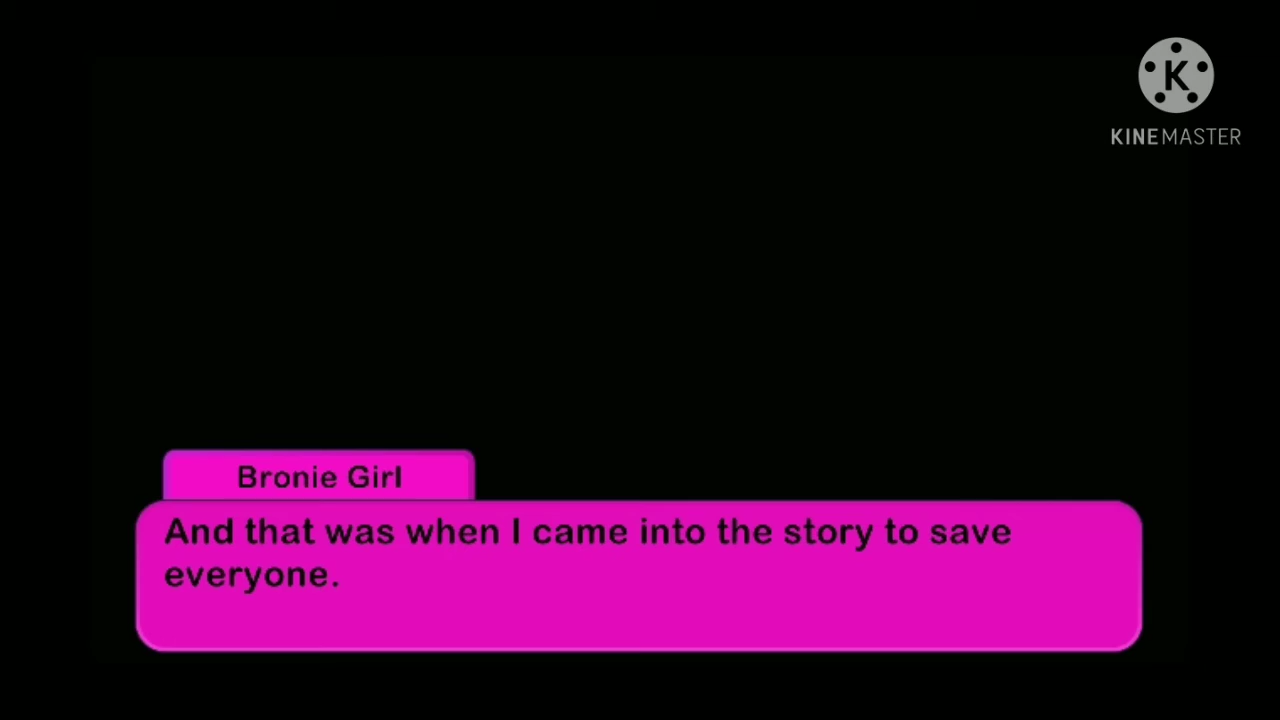 K
KINEMASTER
Bronie Girl
And that was when I came into the story to save
everyone.